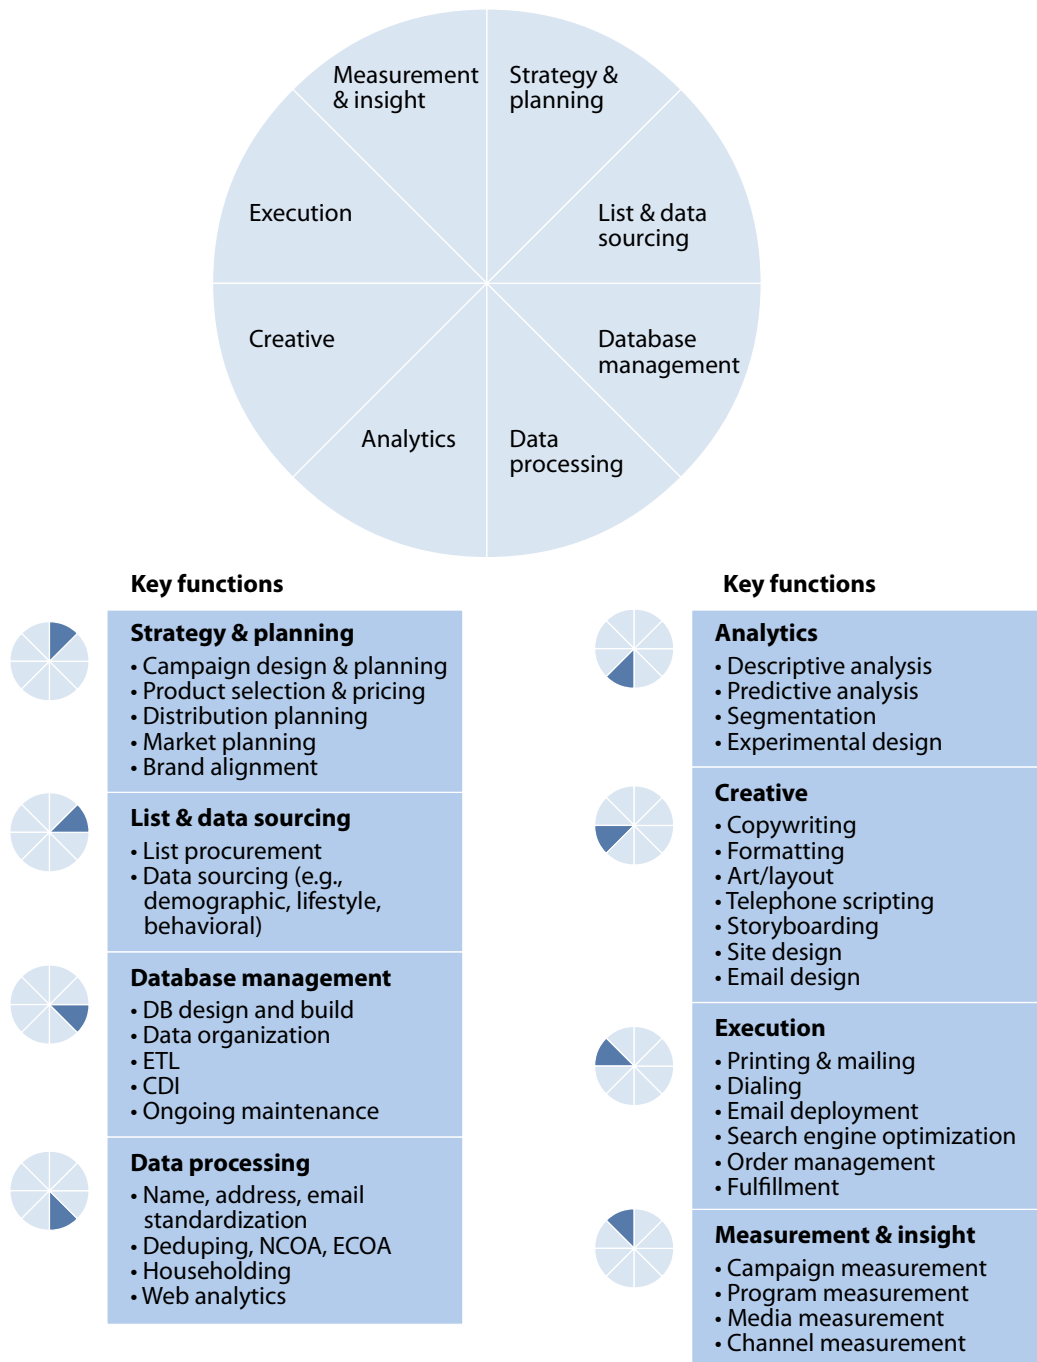 Measurement
& insight
Strategy &
planning
Execution
List & data
sourcing
Creative
Database
management
Analytics
Data
processing
Key functions
Strategy & planning
• Campaign design & planning
• Product selection & pricing
• Distribution planning
• Market planning
• Brand alignment
List & data sourcing
• List procurement
• Data sourcing (e.g.,
demographic, lifestyle,
behavioral)
Database management
• DB design and build
• Data organization
• ETL
• CDI
• Ongoing maintenance
Data processing
• Name, address, email
standardization
• Deduping, NCOA, ECOA
• Householding
• Web analytics
Key functions
Analytics
• Descriptive analysis
• Predictive analysis
• Segmentation
• Experimental design
Creative
• Copywriting
• Formatting
• Art/layout
• Telephone scripting
• Storyboarding
• Site design
• Email design
Execution
• Printing & mailing
• Dialing
• Email deployment
• Search engine optimization
• Order management
• Fulfillment
Measurement & insight
• Campaign measurement
• Program measurement
• Media measurement
• Channel measurement